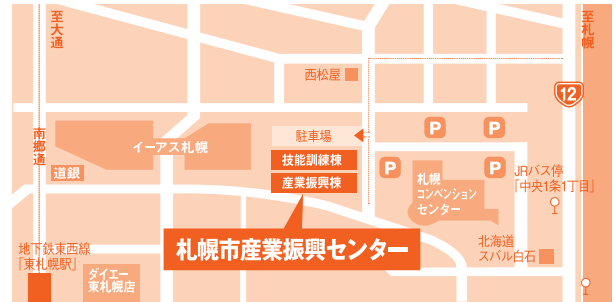 至大通
至札幌
西松屋
12
南郷通
イーアス札幌
駐車場
P
P
道銀
技能訓練棟
産業振興棟
P
P
札幌
コンベンション
センター
JRバス停
「中央1条1丁目」
札幌市産業振興センター
地下鉄東西線
「東札幌駅」
ダイエー
東札幌店
北海道
スバル白石